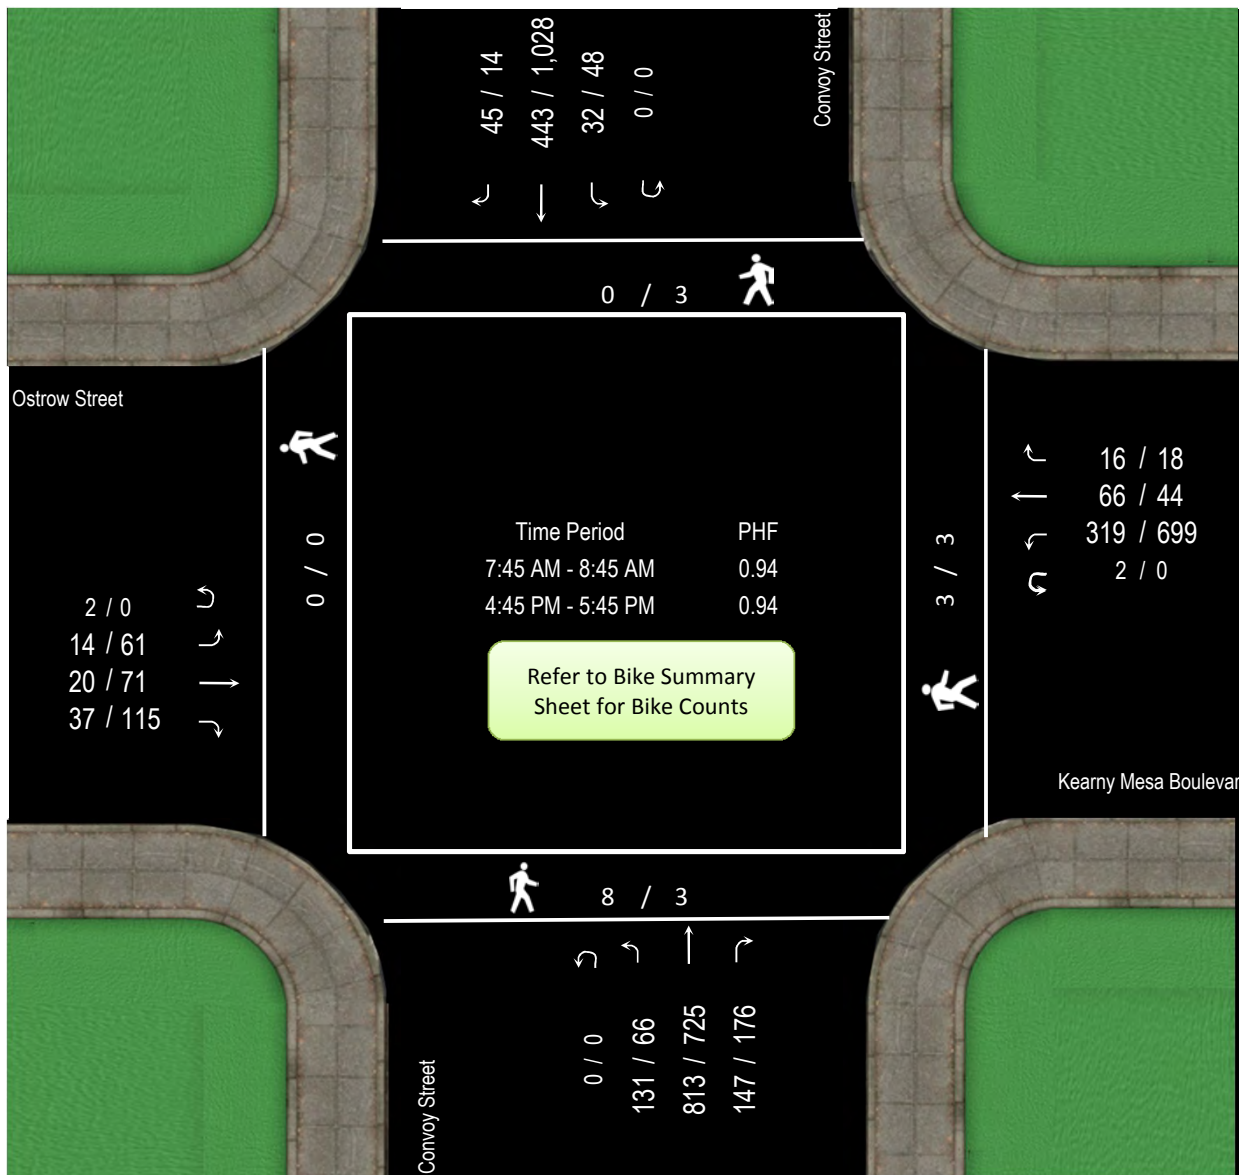 45 / 14
443 / 1,028
32 / 48
0 / 0
Convoy Street
0 / 3
Ostrow Street
16 / 18
66 / 44
319 / 699
2 / 0
0 / 0
3 / 3
Time Period PHF
7:45 AM - 8:45 AM 0.94
4:45 PM - 5:45 PM 0.94
2 / 0
14 / 61
20 / 71
37 / 115
Refer to Bike Summary
Sheet for Bike Counts
Kearny Mesa Boulevar
8 / 3
0 / 0
131 / 66
813 / 725
147 / 176
Convoy Street